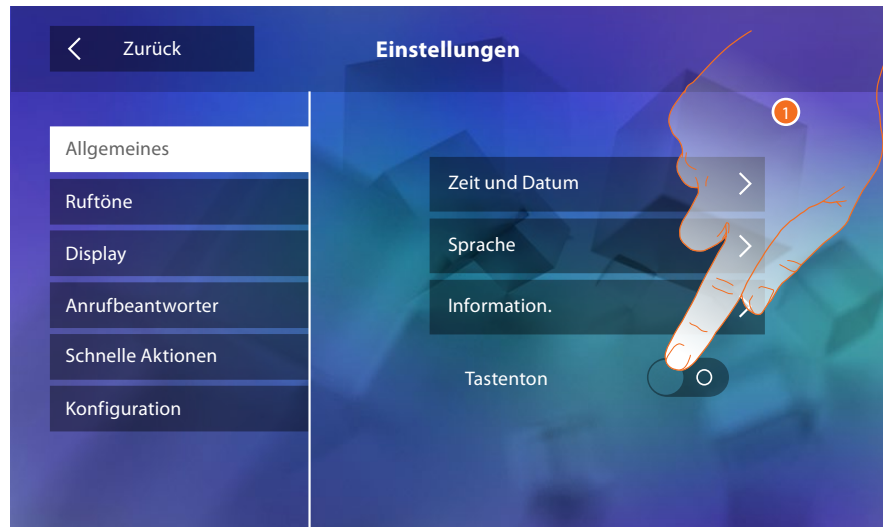 Zurück
Einstellungen
1
Allgemeines
Ruftöne
Display
Anrufbeantworter
Schnelle Aktionen
Konfiguration
Zeit und Datum
Sprache
Information.
Tastenton